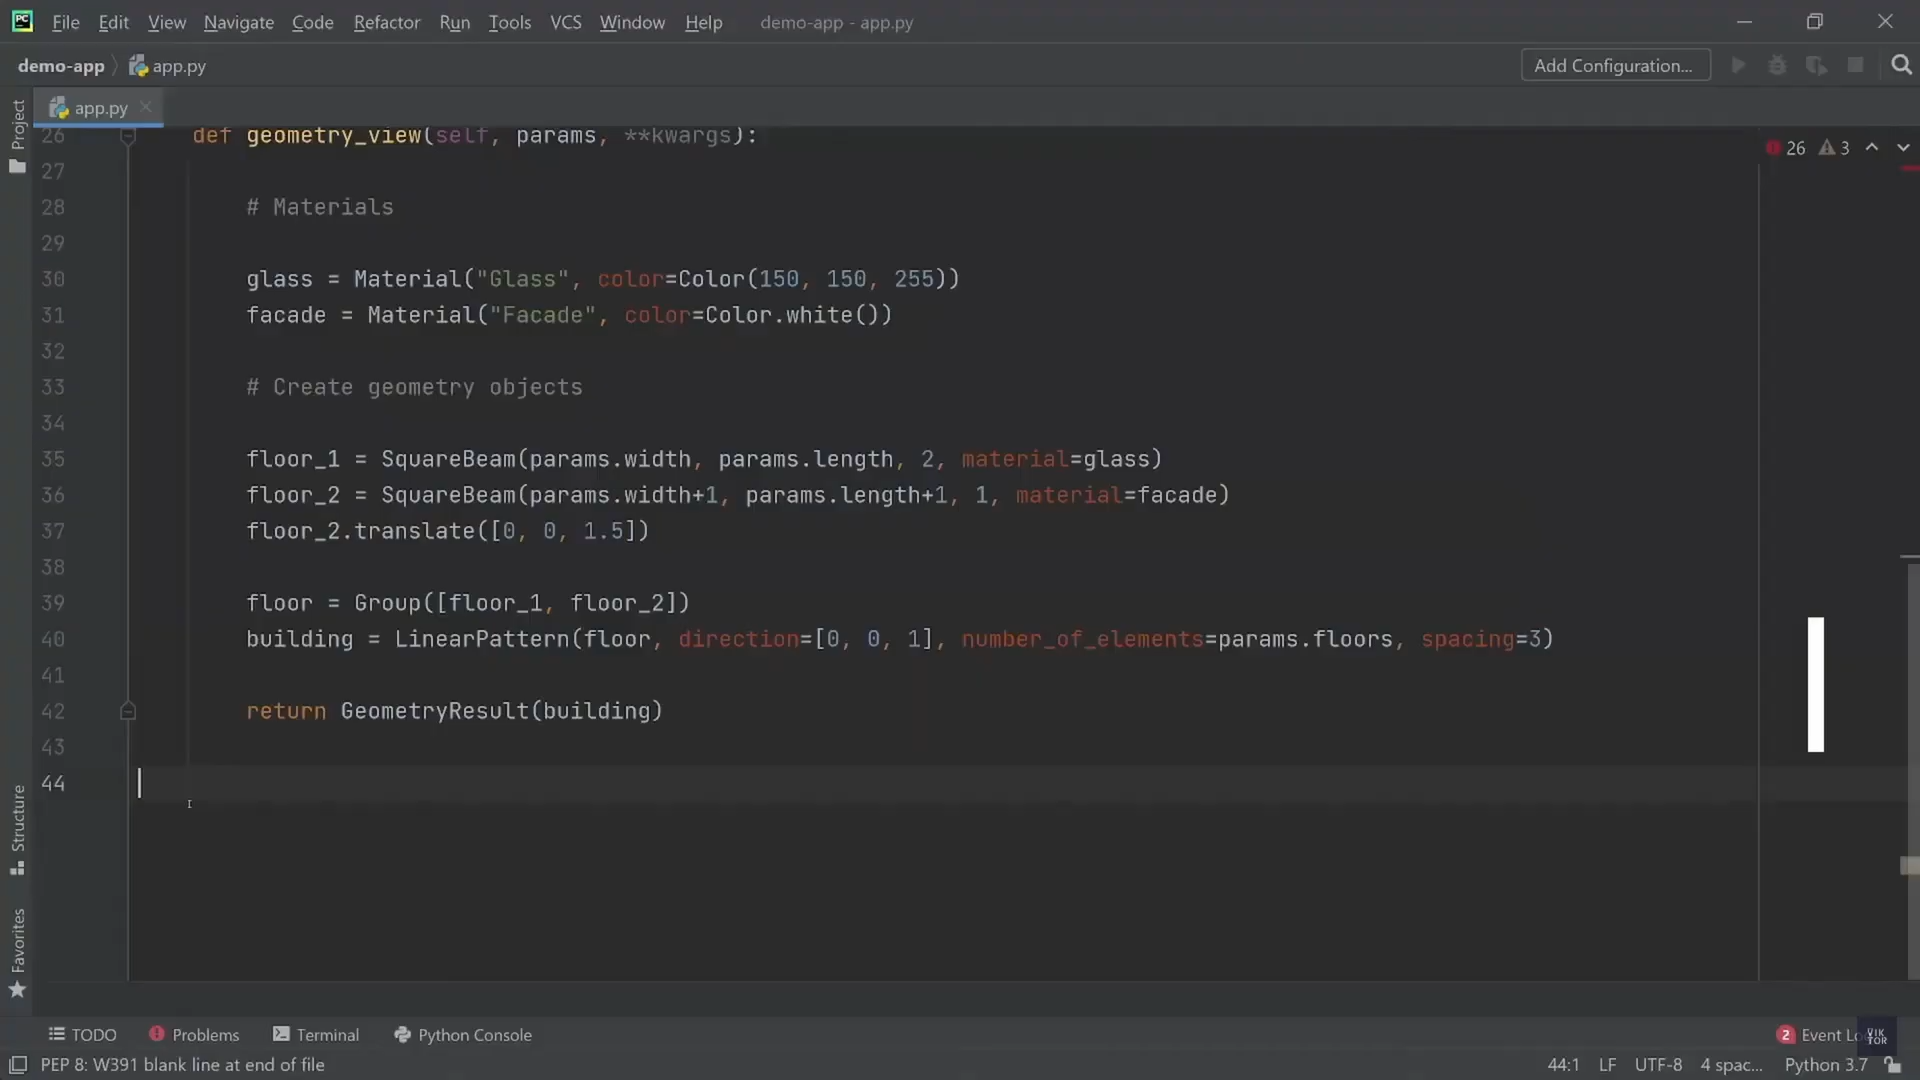 PC File Edit View Navigate Code Refactor Run Tools VCS Window Help demo-app - app.py
demo-app app.py Add Configuration...
Project
app.py
26 def geometry_view(self, params, **kwargs):
26 3
27
28 # Materials
29
30 glass = Material("Glass", color=Color(150, 150, 255))
31 facade = Material("Facade", color=Color.white())
32
33 # Create geometry objects
34
35 floor_1 = SquareBeam(params.width, params.length, 2, material=glass)
36 floor_2 = SquareBeam(params.width+1, params.length+1, 1, material=facade)
37 floor_2.translate([0, 0, 1.5])
38
39 floor = Group([floor_1, floor_2])
40 building = LinearPattern(floor, direction=[0, 0, 1], number_of_elements=params.floors, spacing=3)
41
42 return GeometryResult(building)
43
44
Structure
Favorites
TODO Problems Terminal Python Console 2 Event Lo
VIK
TOR
PEP 8: W391 blank line at end of file 44:1 LF UTF-8 4 spac... Python 3.7